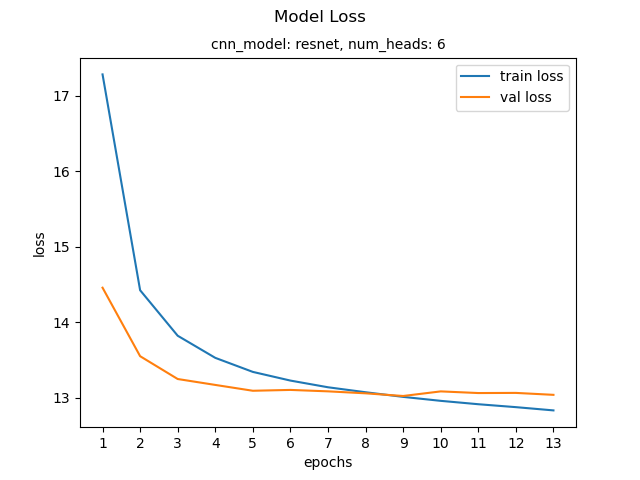 Model Loss
cnn_model: resnet, num_heads: 6
train loss
val loss
17
16
15
14
13
loss
1 2 3 4 5 6 7 8 9 10 11 12 13
epochs